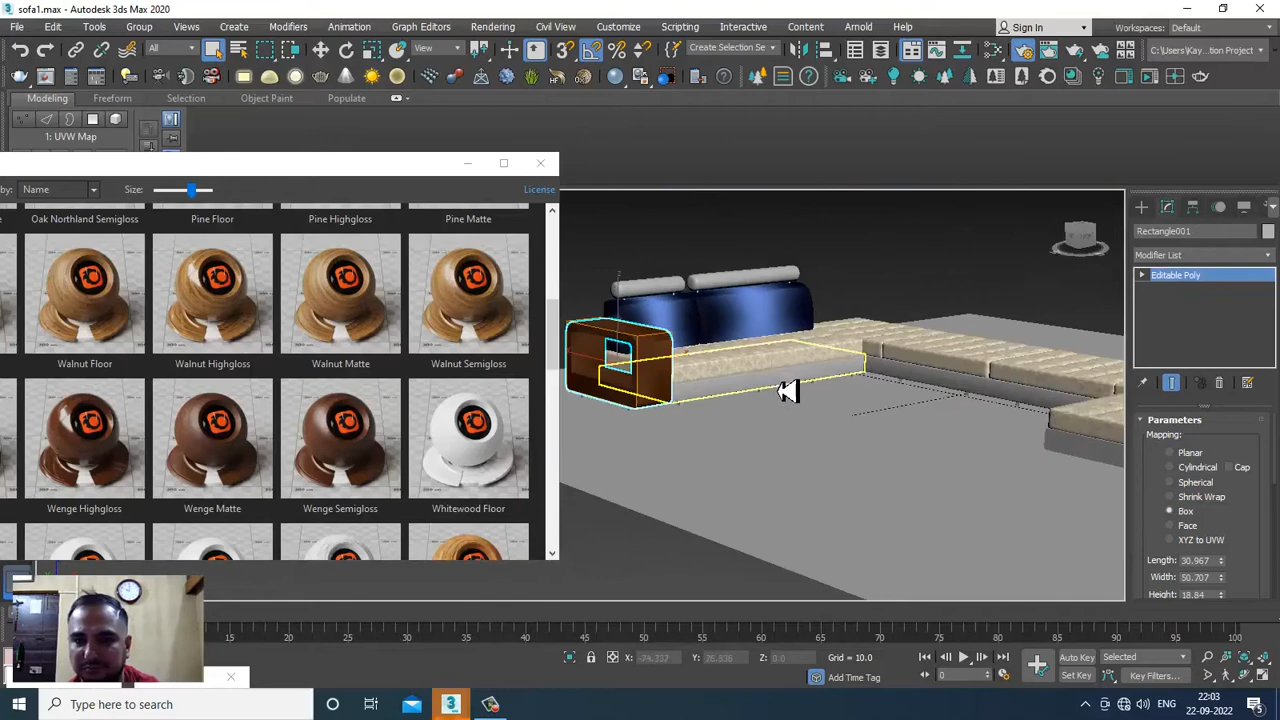 sofa1.max - Autodesk 3ds Max 2020
File Edit Tools Group Views Create Modifiers Animation Graph Editors Rendering Civil View Customize Scripting Interactive Content Arnold Help
Sign In Workspaces: Default
All View Create Selection Se C:\Kay...tion Project
Modeling Freeform Selection Object Paint Populate
1: UVW Map
by: Name Size: License
Oak Northland Semigloss Pine Floor Pine Highgloss Pine Matte
Walnut Floor Walnut Highgloss Walnut Matte Walnut Semigloss
Wenge Highgloss Wenge Matte Wenge Semigloss Whitewood Floor
Rectangle001
Modifier List
Editable Poly
Parameters
Mapping:
Planar
Cylindrical Cap
Spherical
Shrink Wrap
Box
Face
XYZ to UVW
Length: 30.967
Width: 50.707
Height: 18.84
15 20 25 30 35 40 45 50 55 60 65 70 75 80 85 90 95 100
X: -74.337 Y: 76.836 Z: 0.0 Grid = 10.0
Add Time Tag
Auto Key Selected
Set Key Key Filters...
0
Type here to search
ENG
22:03
22-09-2022
5